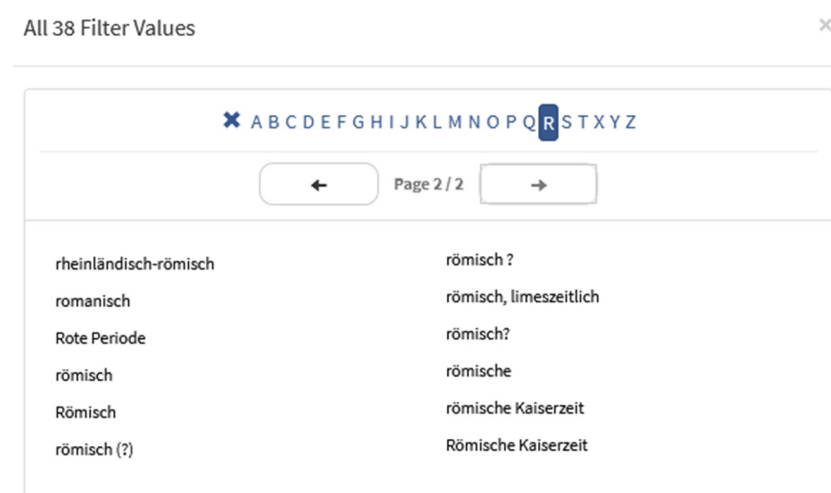 All 38 Filter Values
×
✖ A B C D E F G H I J K L M N O P Q R S T X Y Z
← Page 2 / 2 →
rheinländisch-römisch
romanisch
Rote Periode
römisch
Römisch
römisch (?)
römisch ?
römisch, limeszeitlich
römisch?
römische
römische Kaiserzeit
Römische Kaiserzeit